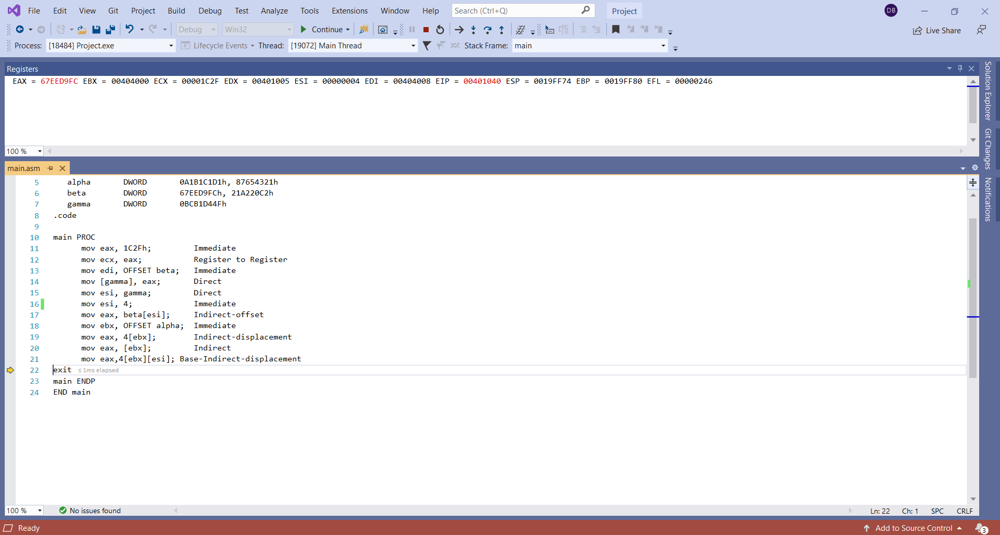 File Edit View Git Project Build Debug Test Analyze Tools Extensions Window Help Search (Ctrl+Q) Project DB
Debug Win32 Continue Live Share
Process: [18484] Project.exe Lifecycle Events Thread: [19072] Main Thread Stack Frame: main
Registers
EAX = 67EED9FC EBX = 00404000 ECX = 00001C2F EDX = 00401005 ESI = 00000004 EDI = 00404008 EIP = 00401040 ESP = 0019FF74 EBP = 0019FF80 EFL = 00000246
100 %
main.asm
5 alpha DWORD 0A1B1C1D1h, 87654321h
6 beta DWORD 67EED9FCh, 21A220C2h
7 gamma DWORD 0BCB1D44Fh
8 .code
9
10 main PROC
11 mov eax, 1C2Fh; Immediate
12 mov ecx, eax; Register to Register
13 mov edi, OFFSET beta; Immediate
14 mov [gamma], eax; Direct
15 mov esi, gamma; Direct
16 mov esi, 4; Immediate
17 mov eax, beta[esi]; Indirect-offset
18 mov ebx, OFFSET alpha; Immediate
19 mov eax, 4[ebx]; Indirect-displacement
20 mov eax, [ebx]; Indirect
21 mov eax,4[ebx][esi]; Base-Indirect-displacement
22 exit ≤ 1ms elapsed
23 main ENDP
24 END main
100 % No issues found Ln: 22 Ch: 1 SPC CRLF
Ready Add to Source Control 3
Solution Explorer
Git Changes
Notifications